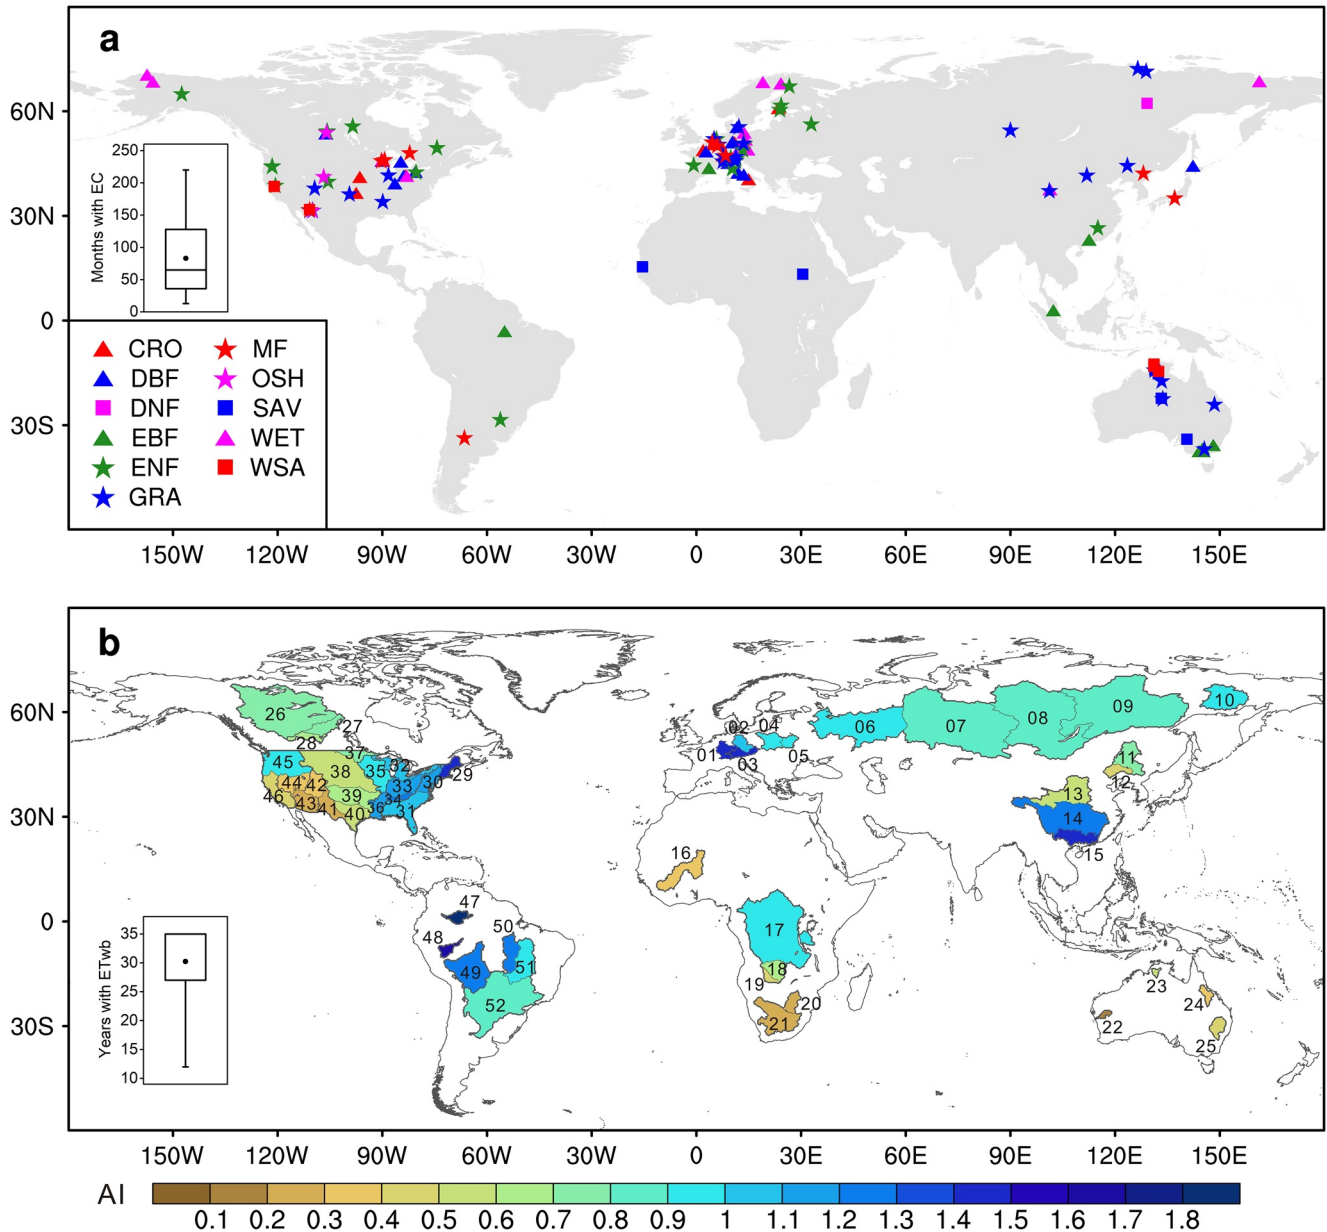 a
60N
30N
0
30S
Months with EC
250
200
150
100
50
0
CRO MF
DBF OSH
DNF SAV
EBF WET
ENF WSA
GRA
150W 120W 90W 60W 30W 0 30E 60E 90E 120E 150E
b
60N
30N
0
30S
26 27 02 04 06 07 08 09 10
28 37 01 03 05 11
45 38 35 32 29 12
44 42 33 30 13
46 43 41 39 34 36 31 14
40 15
16
47
48 50 17
49 51 18
52 19 20 23 24
21 22 25
Years with ETwb
35
30
25
20
15
10
150W 120W 90W 60W 30W 0 30E 60E 90E 120E 150E
AI
0.1 0.2 0.3 0.4 0.5 0.6 0.7 0.8 0.9 1 1.1 1.2 1.3 1.4 1.5 1.6 1.7 1.8